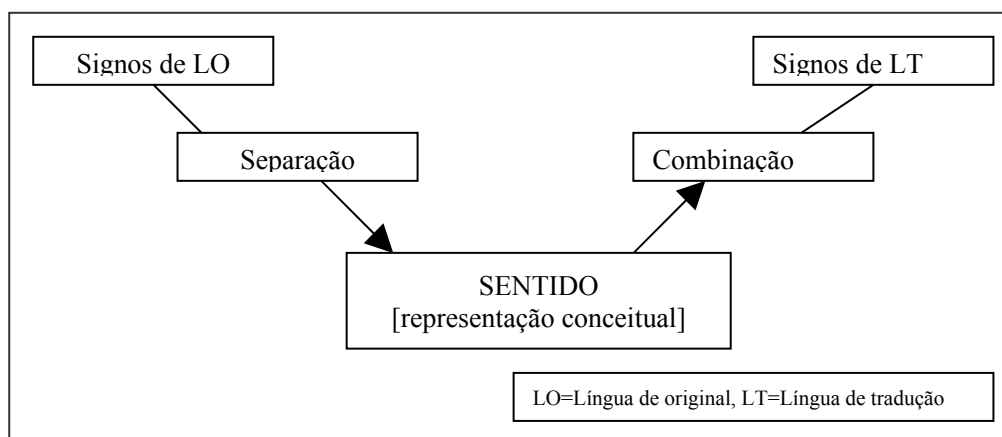 Signos de LO
Signos de LT
Separação
Combinação
SENTIDO
[representação conceitual]
LO=Língua de original, LT=Língua de tradução